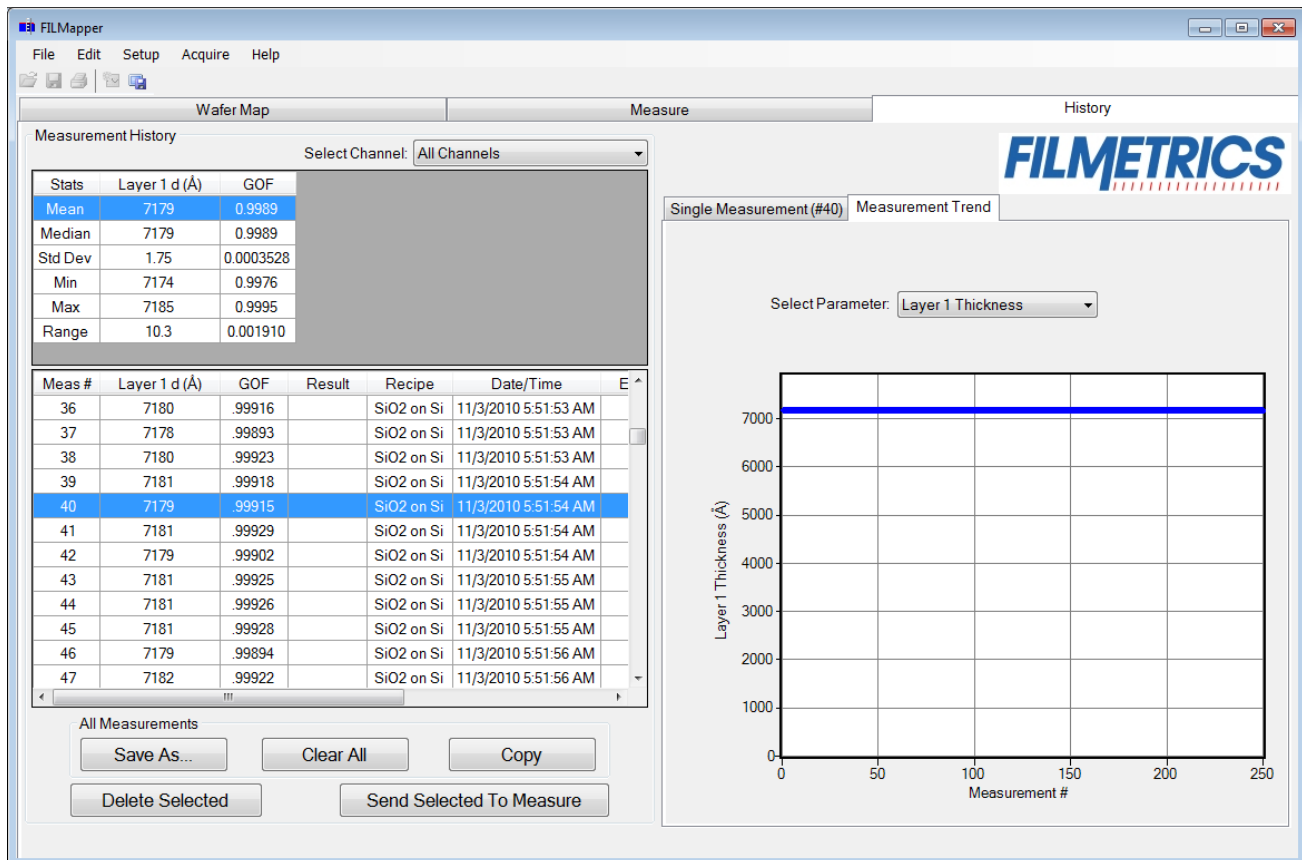 FILMapper
File Edit Setup Acquire Help
Wafer Map Measure History
Measurement History
Select Channel: All Channels
Stats Layer 1 d (Å) GOF
Mean 7179 0.9989
Median 7179 0.9989
Std Dev 1.75 0.0003528
Min 7174 0.9976
Max 7185 0.9995
Range 10.3 0.001910
Meas # Layer 1 d (Å) GOF Result Recipe Date/Time E
36 7180 .99916 SiO2 on Si 11/3/2010 5:51:53 AM
37 7178 .99893 SiO2 on Si 11/3/2010 5:51:53 AM
38 7180 .99923 SiO2 on Si 11/3/2010 5:51:53 AM
39 7181 .99918 SiO2 on Si 11/3/2010 5:51:54 AM
40 7179 .99915 SiO2 on Si 11/3/2010 5:51:54 AM
41 7181 .99929 SiO2 on Si 11/3/2010 5:51:54 AM
42 7179 .99902 SiO2 on Si 11/3/2010 5:51:54 AM
43 7181 .99925 SiO2 on Si 11/3/2010 5:51:55 AM
44 7181 .99926 SiO2 on Si 11/3/2010 5:51:55 AM
45 7181 .99928 SiO2 on Si 11/3/2010 5:51:55 AM
46 7179 .99894 SiO2 on Si 11/3/2010 5:51:56 AM
47 7182 .99922 SiO2 on Si 11/3/2010 5:51:56 AM
All Measurements
Save As... Clear All Copy
Delete Selected Send Selected To Measure
FILMETRICS
Single Measurement (#40) Measurement Trend
Select Parameter: Layer 1 Thickness
Layer 1 Thickness (Å)
7000
6000
5000
4000
3000
2000
1000
0
0 50 100 150 200 250
Measurement #